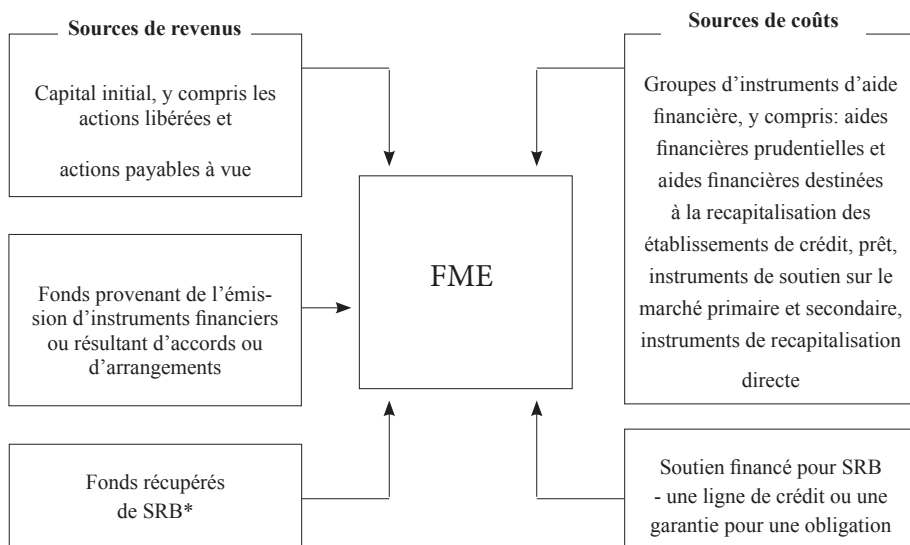 Sources de revenus
Capital initial, y compris les
actions libérées et
actions payables à vue
Fonds provenant de l’émis-
sion d’instruments financiers
ou résultant d’accords ou
d’arrangements
Fonds récupérés
de SRB*
FME
Sources de coûts
Groupes d’instruments d’aide
financière, y compris: aides
financières prudentielles et
aides financières destinées
à la recapitalisation des
établissements de crédit, prêt,
instruments de soutien sur le
marché primaire et secondaire,
instruments de recapitalisation
directe
Soutien financé pour SRB
- une ligne de crédit ou une
garantie pour une obligation